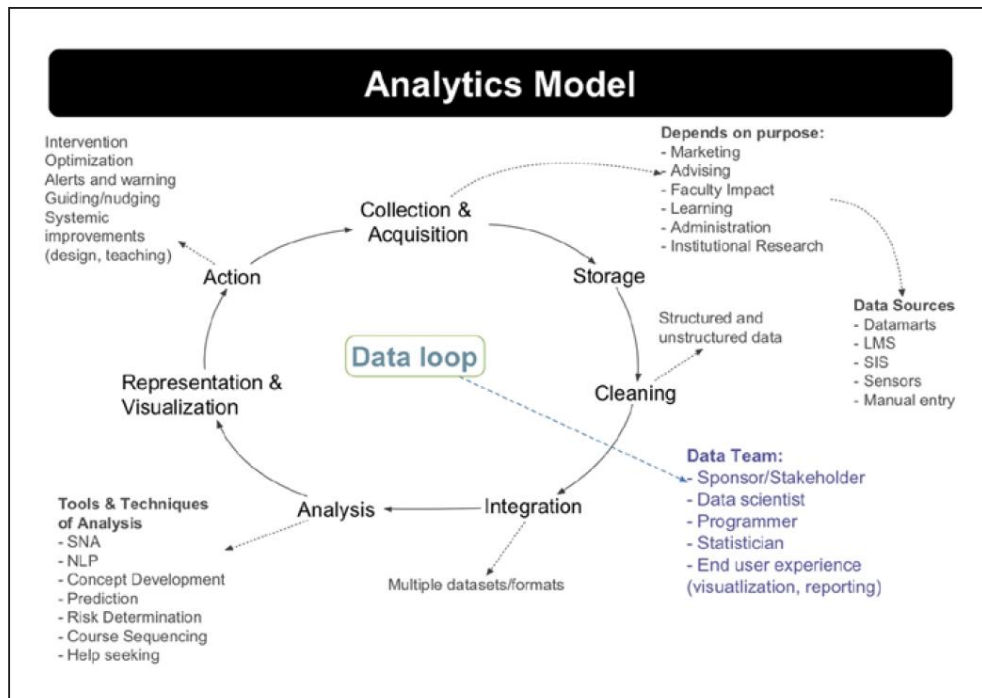 Analytics Model
Intervention
Optimization
Alerts and warning
Guiding/nudging
Systemic
improvements
(design, teaching)
Depends on purpose:
- Marketing
- Advising
- Faculty Impact
- Learning
- Administration
- Institutional Research
Collection &
Acquisition
Action
Storage
Data Sources
- Datamarts
- LMS
- SIS
- Sensors
- Manual entry
Structured and
unstructured data
Data loop
Representation &
Visualization
Cleaning
Data Team:
- Sponsor/Stakeholder
- Data scientist
- Programmer
- Statistician
- End user experience
(visuatlization, reporting)
Tools & Techniques
of Analysis
- SNA
- NLP
- Concept Development
- Prediction
- Risk Determination
- Course Sequencing
- Help seeking
Analysis
Integration
Multiple datasets/formats